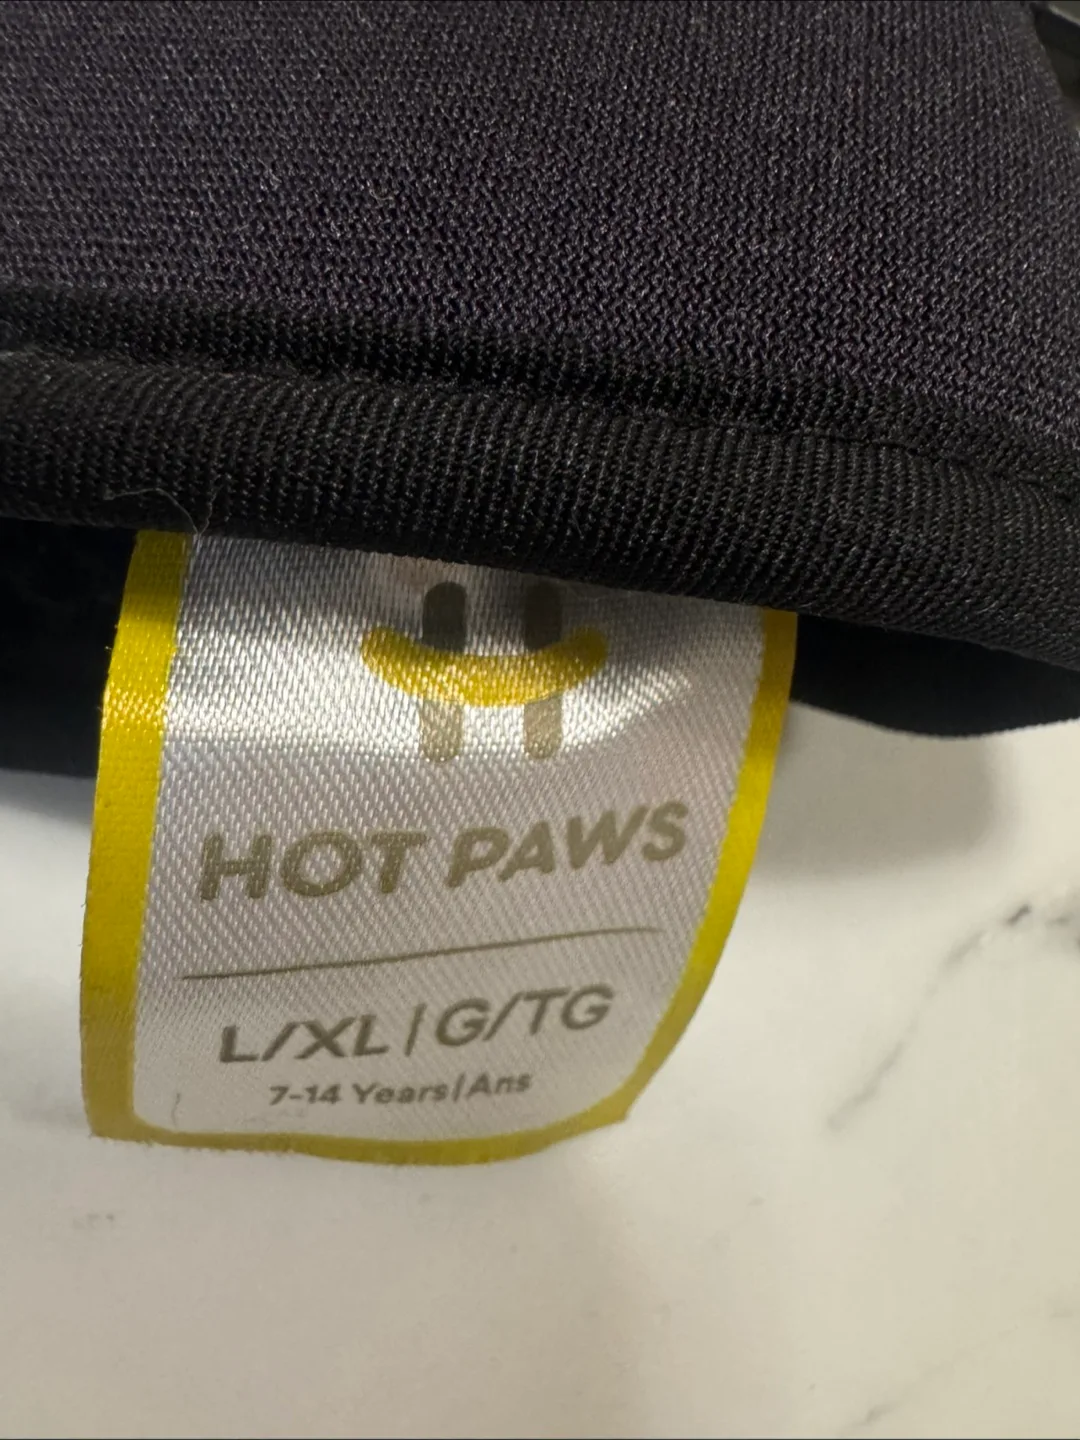 HOT PAWS
L/XL|G/TG
7-14 Years|Ans